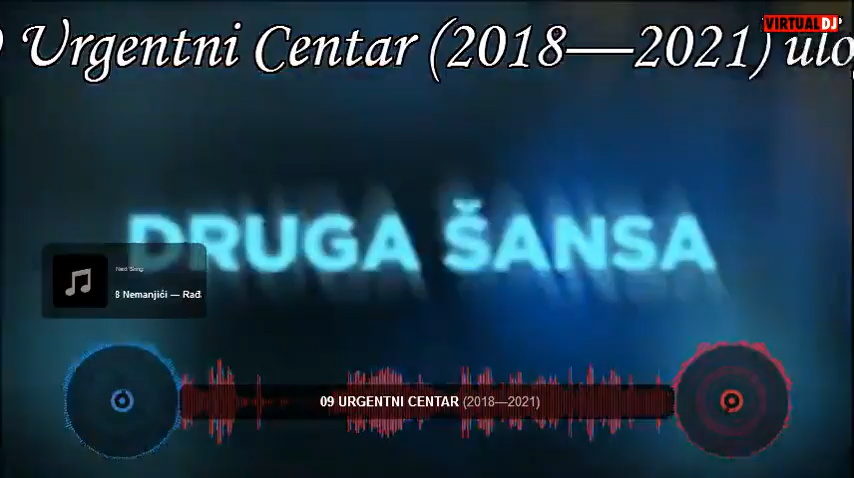 9 Urgentni Centar (2018—2021) ulo
VIRTUALDJ
DRUGA ŠANSA
Next Song
8 Nemanjići — Rađ
09 URGENTNI CENTAR (2018—2021)